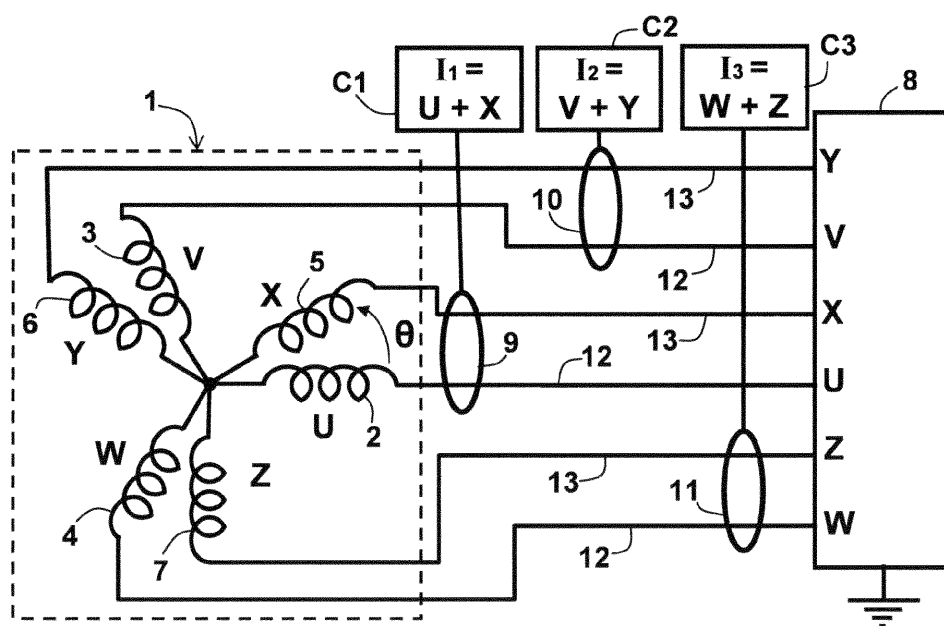 C2
C1
I₁ =
U + X
I₂ =
V + Y
I₃ =
W + Z
C3
8
1
Y
13
10
V
12
3
V
5
X
6
Y
θ
X
13
9
12
U
U
2
W
Z
Z
13
11
4
7
W
12